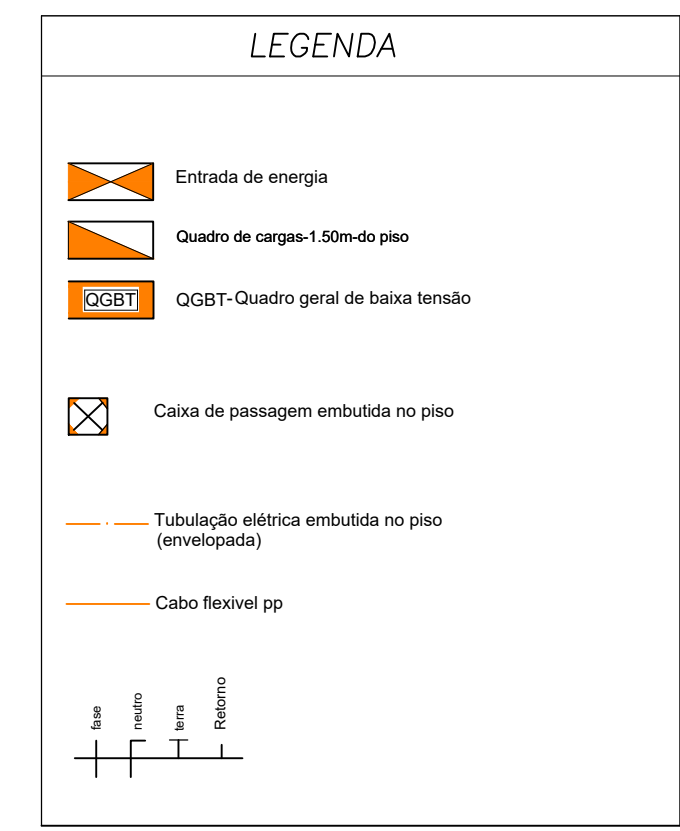 LEGENDA
Entrada de energia
Quadro de cargas-1.50m-do piso
QGBT
QGBT-Quadro geral de baixa tensão
Caixa de passagem embutida no piso
Tubulação elétrica embutida no piso
(envelopada)
Cabo flexivel pp
fase
neutro
terra
Retorno